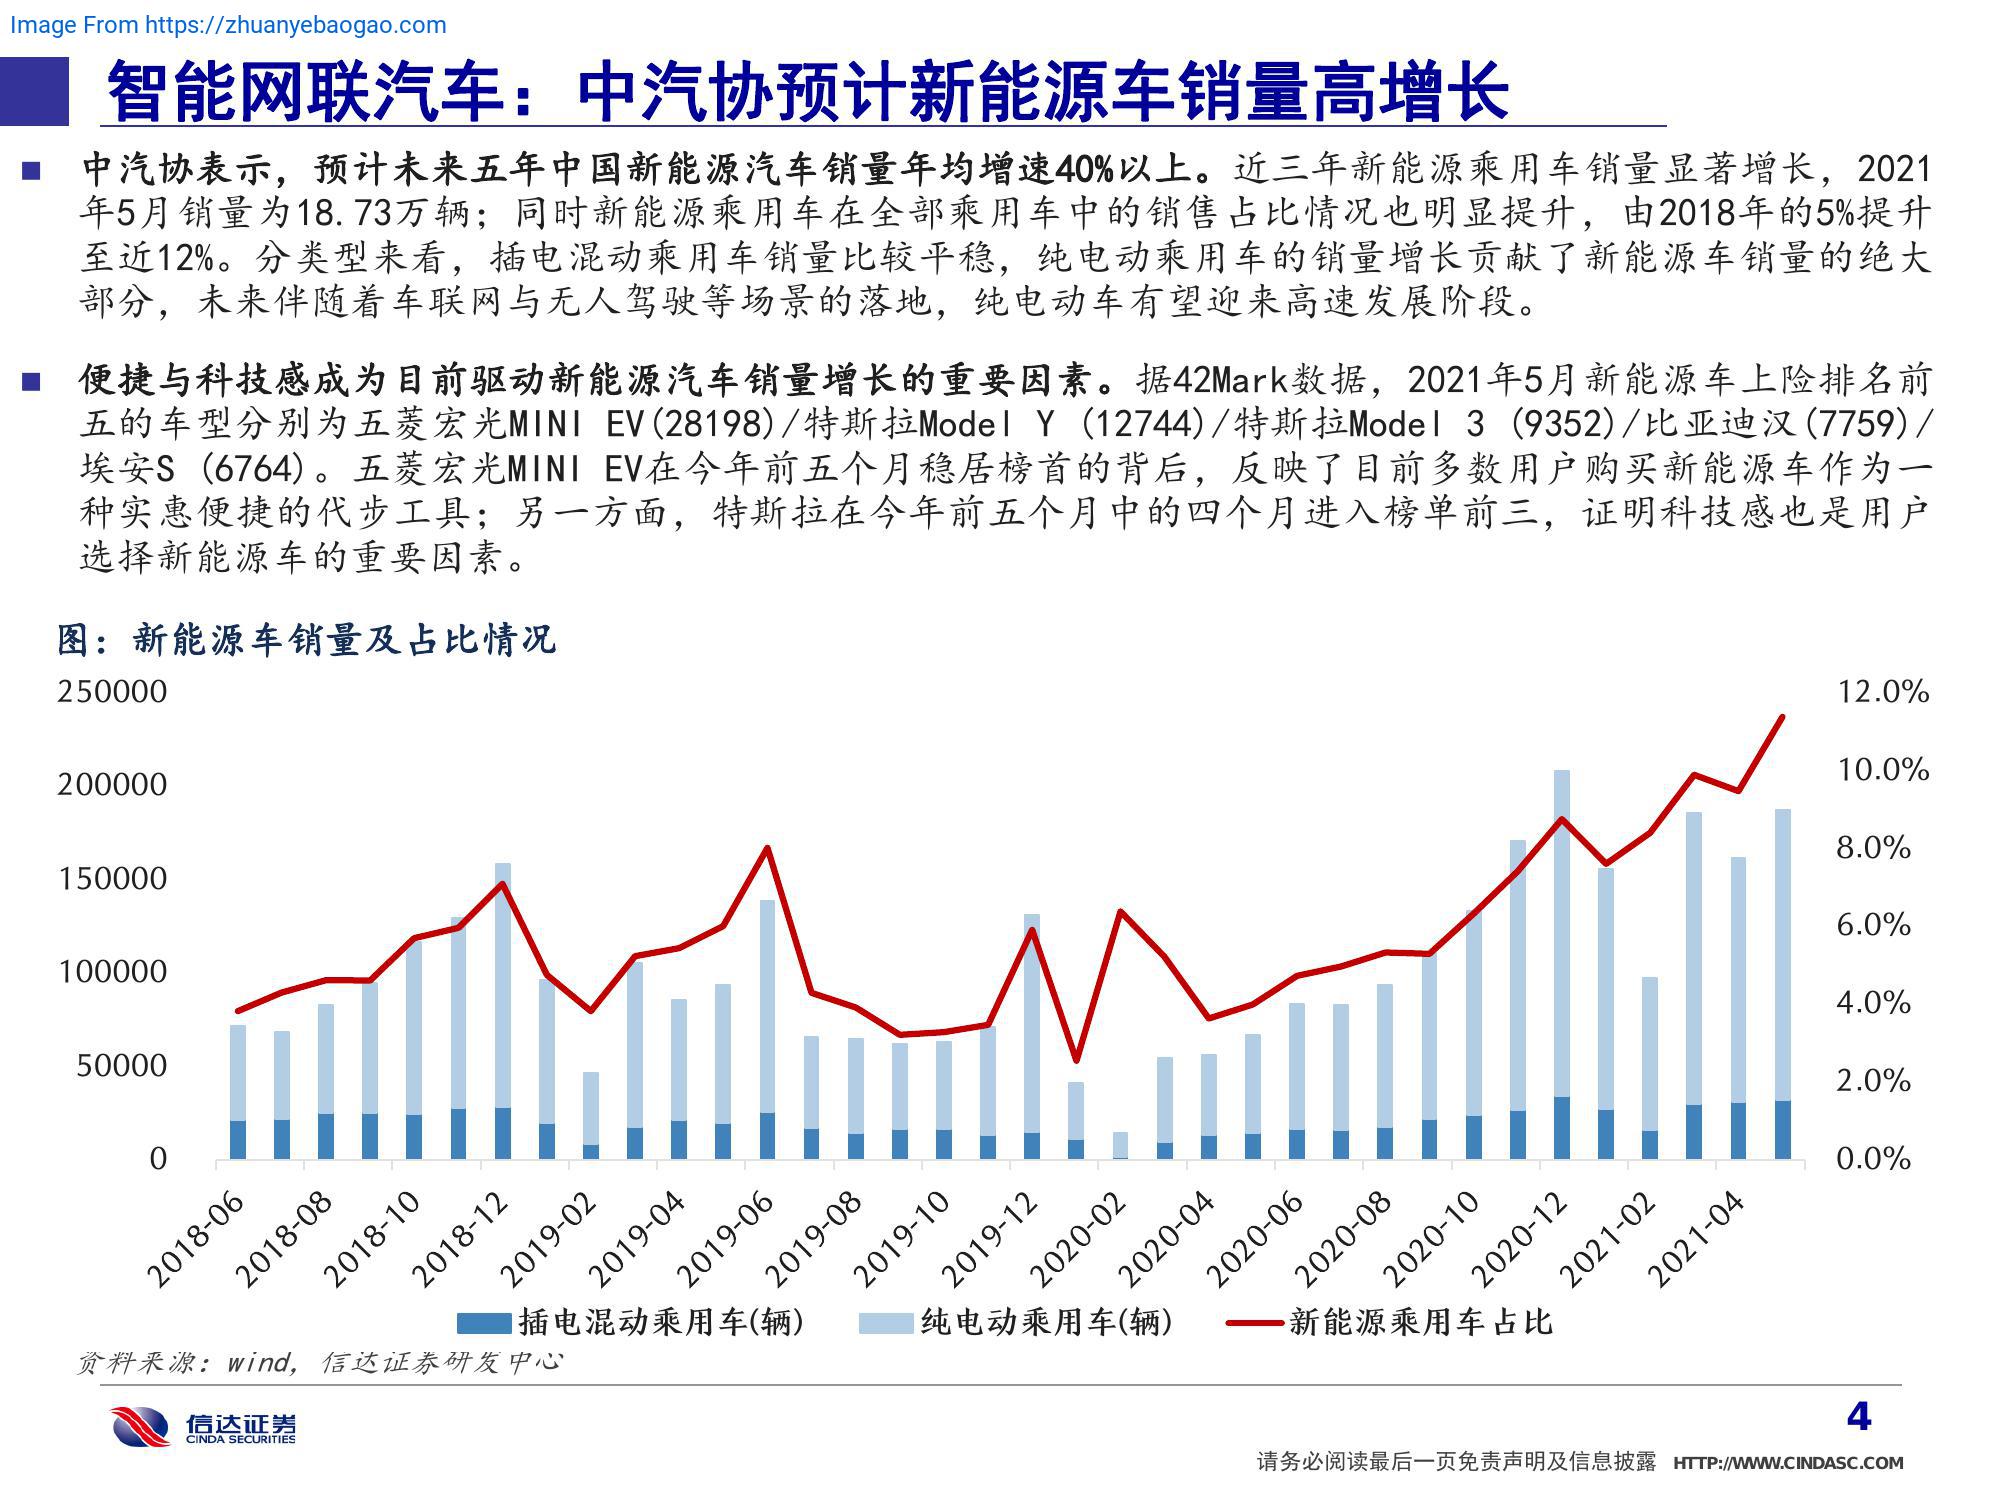 Image From https://zhuanyebaogao.com
智能网联汽车：中汽协预计新能源车销量高增长
中汽协表示，预计未来五年中国新能源汽车销量年均增速40%以上。近三年新能源乘用车销量显著增长，2021
年5月销量为18.73万辆；同时新能源乘用车在全部乘用车中的销售占比情况也明显提升，由2018年的5%提升
至近12%。分类型来看，插电混动乘用车销量比较平稳，纯电动乘用车的销量增长贡献了新能源车销量的绝大
部分，未来伴随着车联网与无人驾驶等场景的落地，纯电动车有望迎来高速发展阶段。
便捷与科技感成为目前驱动新能源汽车销量增长的重要因素。据42Mark数据，2021年5月新能源车上险排名前
五的车型分别为五菱宏光MINI EV(28198)/特斯拉Model Y (12744)/特斯拉Model 3 (9352)/比亚迪汉(7759)/
埃安S (6764)。五菱宏光MINI EV在今年前五个月稳居榜首的背后，反映了目前多数用户购买新能源车作为一
种实惠便捷的代步工具；另一方面，特斯拉在今年前五个月中的四个月进入榜单前三，证明科技感也是用户
选择新能源车的重要因素。
图：新能源车销量及占比情况
250000
200000
150000
100000
50000
0
12.0%
10.0%
8.0%
6.0%
4.0%
2.0%
0.0%
2018-06
2018-08
2018-10
2018-12
2019-02
2019-04
2019-06
2019-08
2019-10
2019-12
2020-02
2020-04
2020-06
2020-08
2020-10
2020-12
2021-02
2021-04
插电混动乘用车(辆)
纯电动乘用车(辆)
新能源乘用车占比
资料来源：wind，信达证券研发中心
信达证券
CINDA SECURITIES
4
请务必阅读最后一页免责声明及信息披露 HTTP://WWW.CINDASC.COM